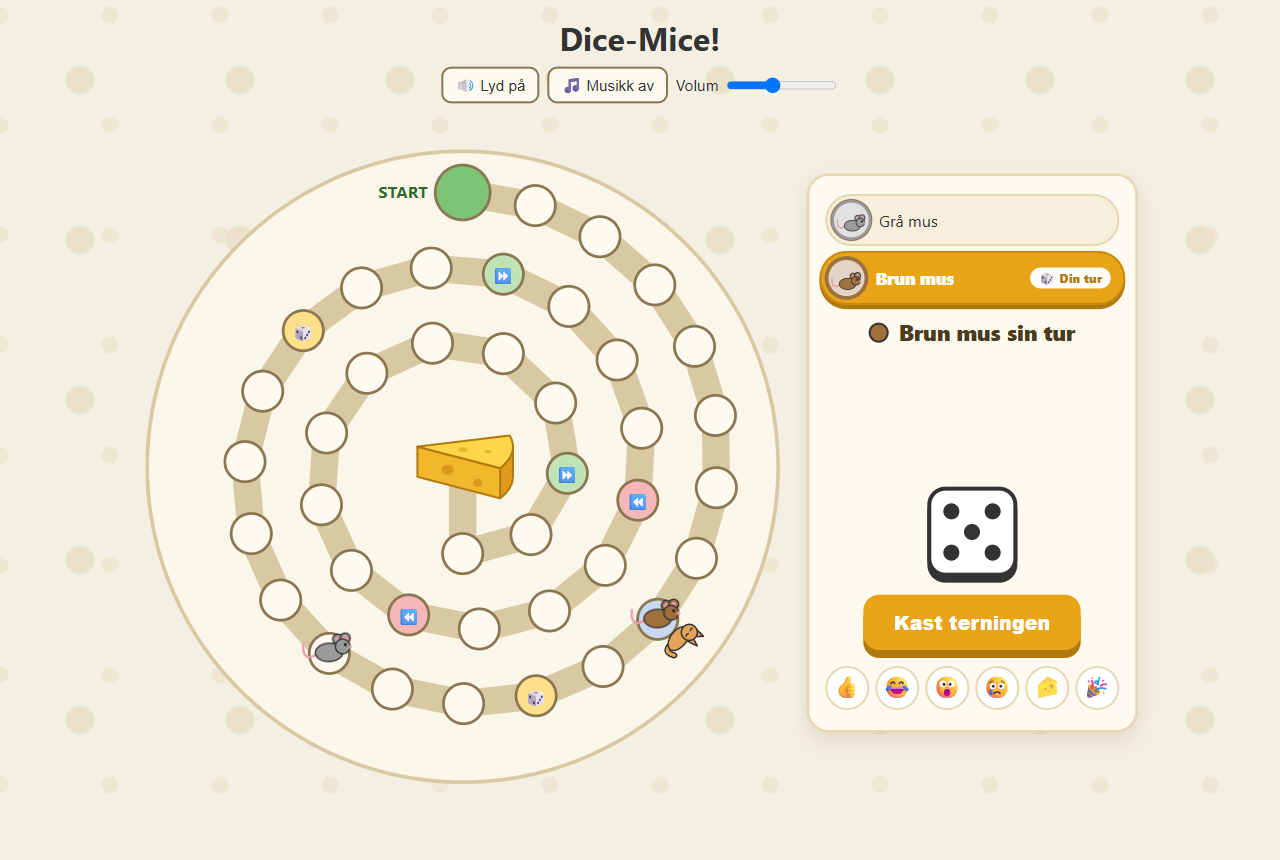 Dice-Mice!
Lyd på
Musikk av
Volum
START
Grå mus
Brun mus
Din tur
Brun mus sin tur
Kast terningen